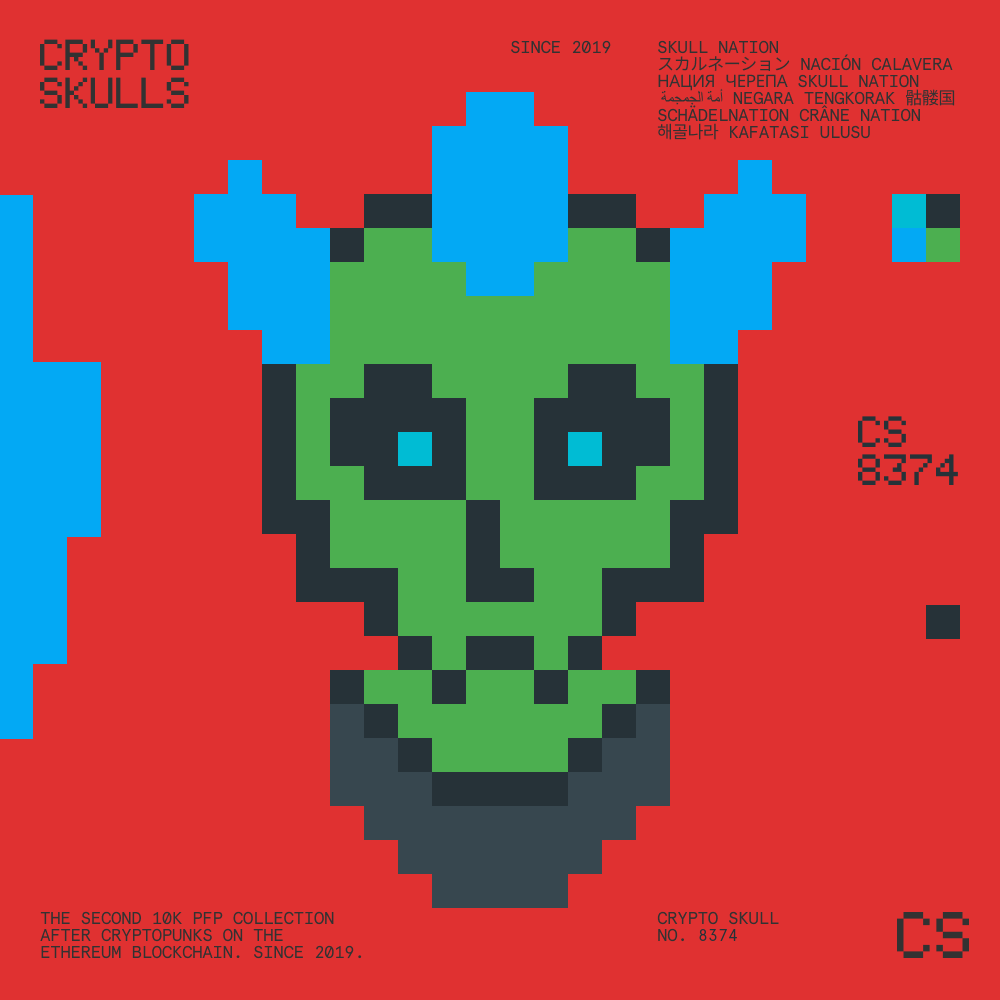 CRYPTO
SKULLS
SINCE 2019
SKULL NATION
スカルネーション NACIÓN CALAVERA
НАЦИЯ ЧЕРЕПА SKULL NATION
أمة الجمجمة NEGARA TENGKORAK 骷髅国
SCHÄDELNATION CRÂNE NATION
해골나라 KAFATASI ULUSU
CS
8374
THE SECOND 10K PFP COLLECTION
AFTER CRYPTOPUNKS ON THE
ETHEREUM BLOCKCHAIN. SINCE 2019.
CRYPTO SKULL
NO. 8374
CS